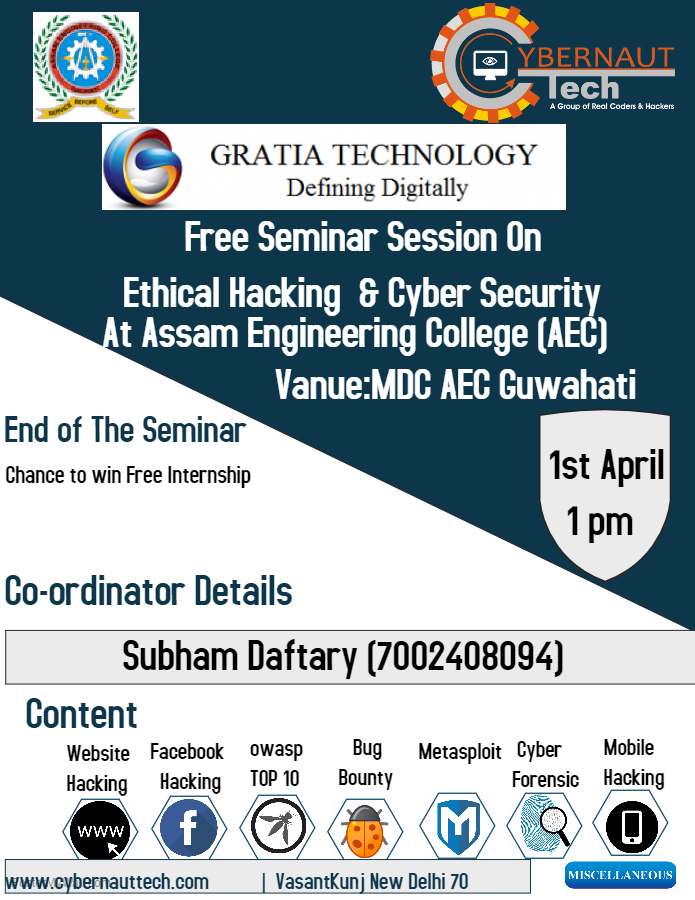 SERVICE BEFORE SELF
CYBERNAUT
Tech
A Group of Real Coders & Hackers
GRATIA TECHNOLOGY
Defining Digitally
Free Seminar Session On
Ethical Hacking & Cyber Security
At Assam Engineering College (AEC)
Vanue:MDC AEC Guwahati
End of The Seminar
Chance to win Free Internship
1st April
1 pm
Co-ordinator Details
Subham Daftary (7002408094)
Content
Website Hacking
Facebook Hacking
owasp TOP 10
Bug Bounty
Metasploit
Cyber Forensic
Mobile Hacking
www
f
M
www.cybernauttech.com | VasantKunj New Delhi 70
MISCELLANEOUS